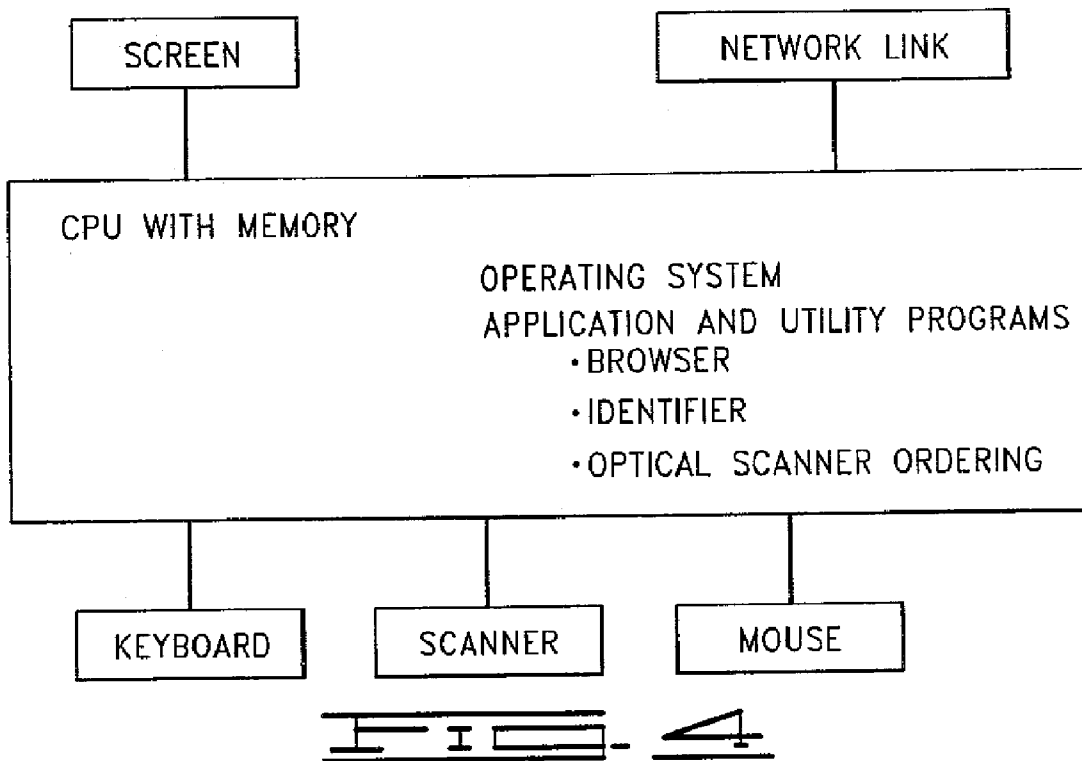 SCREEN
NETWORK LINK
CPU WITH MEMORY
OPERATING SYSTEM
APPLICATION AND UTILITY PROGRAMS
• BROWSER
• IDENTIFIER
• OPTICAL SCANNER ORDERING
KEYBOARD
SCANNER
MOUSE
FIG-4